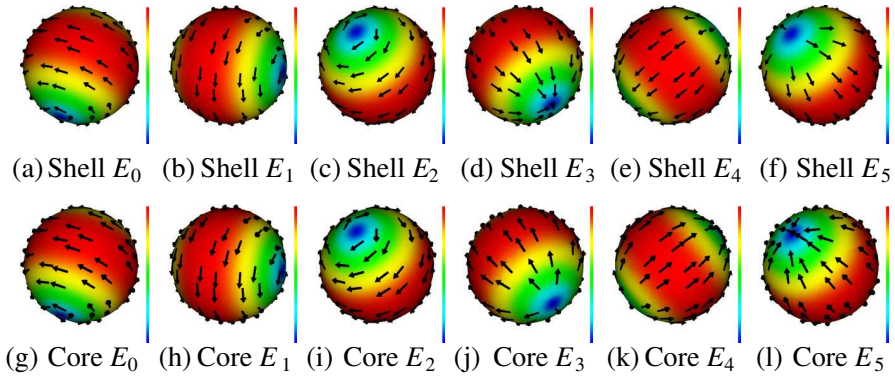 (a) Shell E0 (b) Shell E1 (c) Shell E2 (d) Shell E3 (e) Shell E4 (f) Shell E5
(g) Core E0 (h) Core E1 (i) Core E2 (j) Core E3 (k) Core E4 (l) Core E5